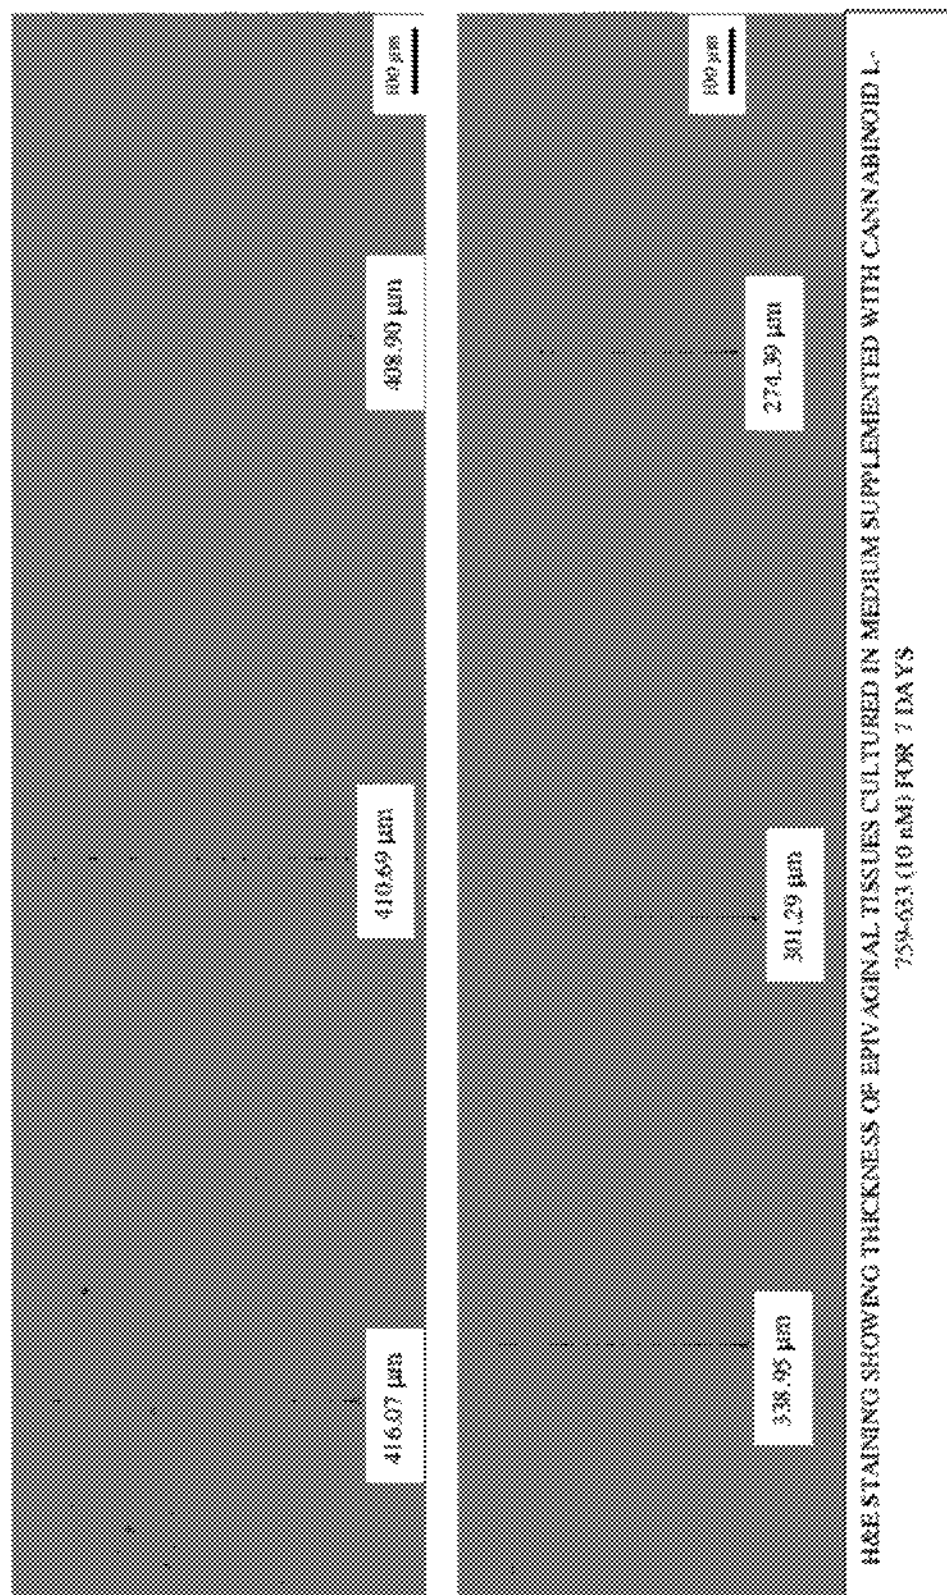 416.07 µm
410.69 µm
408.90 µm
100 µm
338.95 µm
301.29 µm
274.39 µm
100 µm
H&E STAINING SHOWING THICKNESS OF EPIVAGINAL TISSUES CULTURED IN MEDIUM SUPPLEMENTED WITH CANNABINOID L-
759-633 (10 nM) FOR 7 DAYS